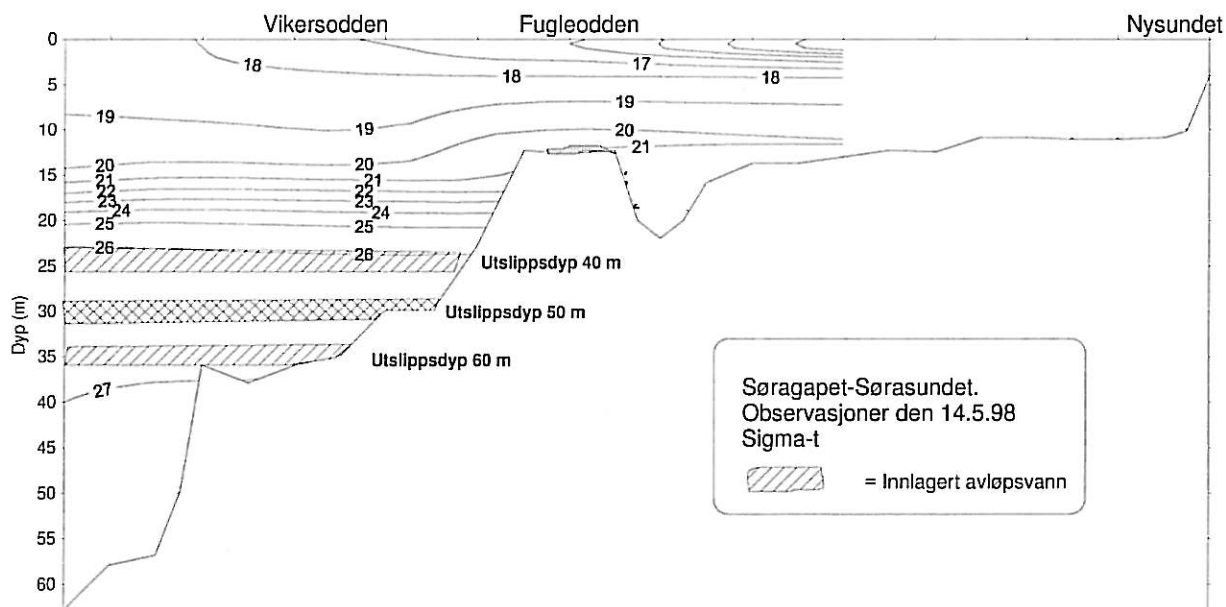 Vikersodden Fugleodden Nysundet
0
18 17
18 18
5
19 19 19
10
20 20 20
21
15
21 21
22 22
23 23
24 24
20
25 25
26 26
25
Utslippsdyp 40 m
30
Utslippsdyp 50 m
35
Utslippsdyp 60 m
27
40
45
50
55
60
Dyp (m)
Søragapet-Sørasundet.
Observasjoner den 14.5.98
Sigma-t
= Innlagert avløpsvann